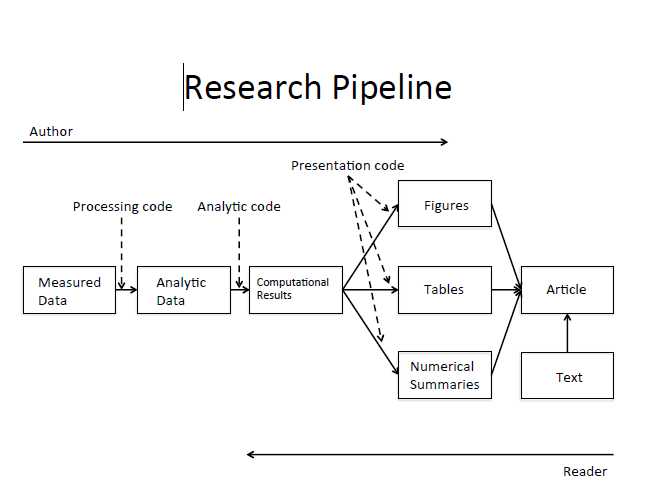 Research Pipeline
Author
Presentation code
Processing code
Analytic code
Figures
Measured
Data
Analytic
Data
Computational
Results
Tables
Article
Numerical
Summaries
Text
Reader